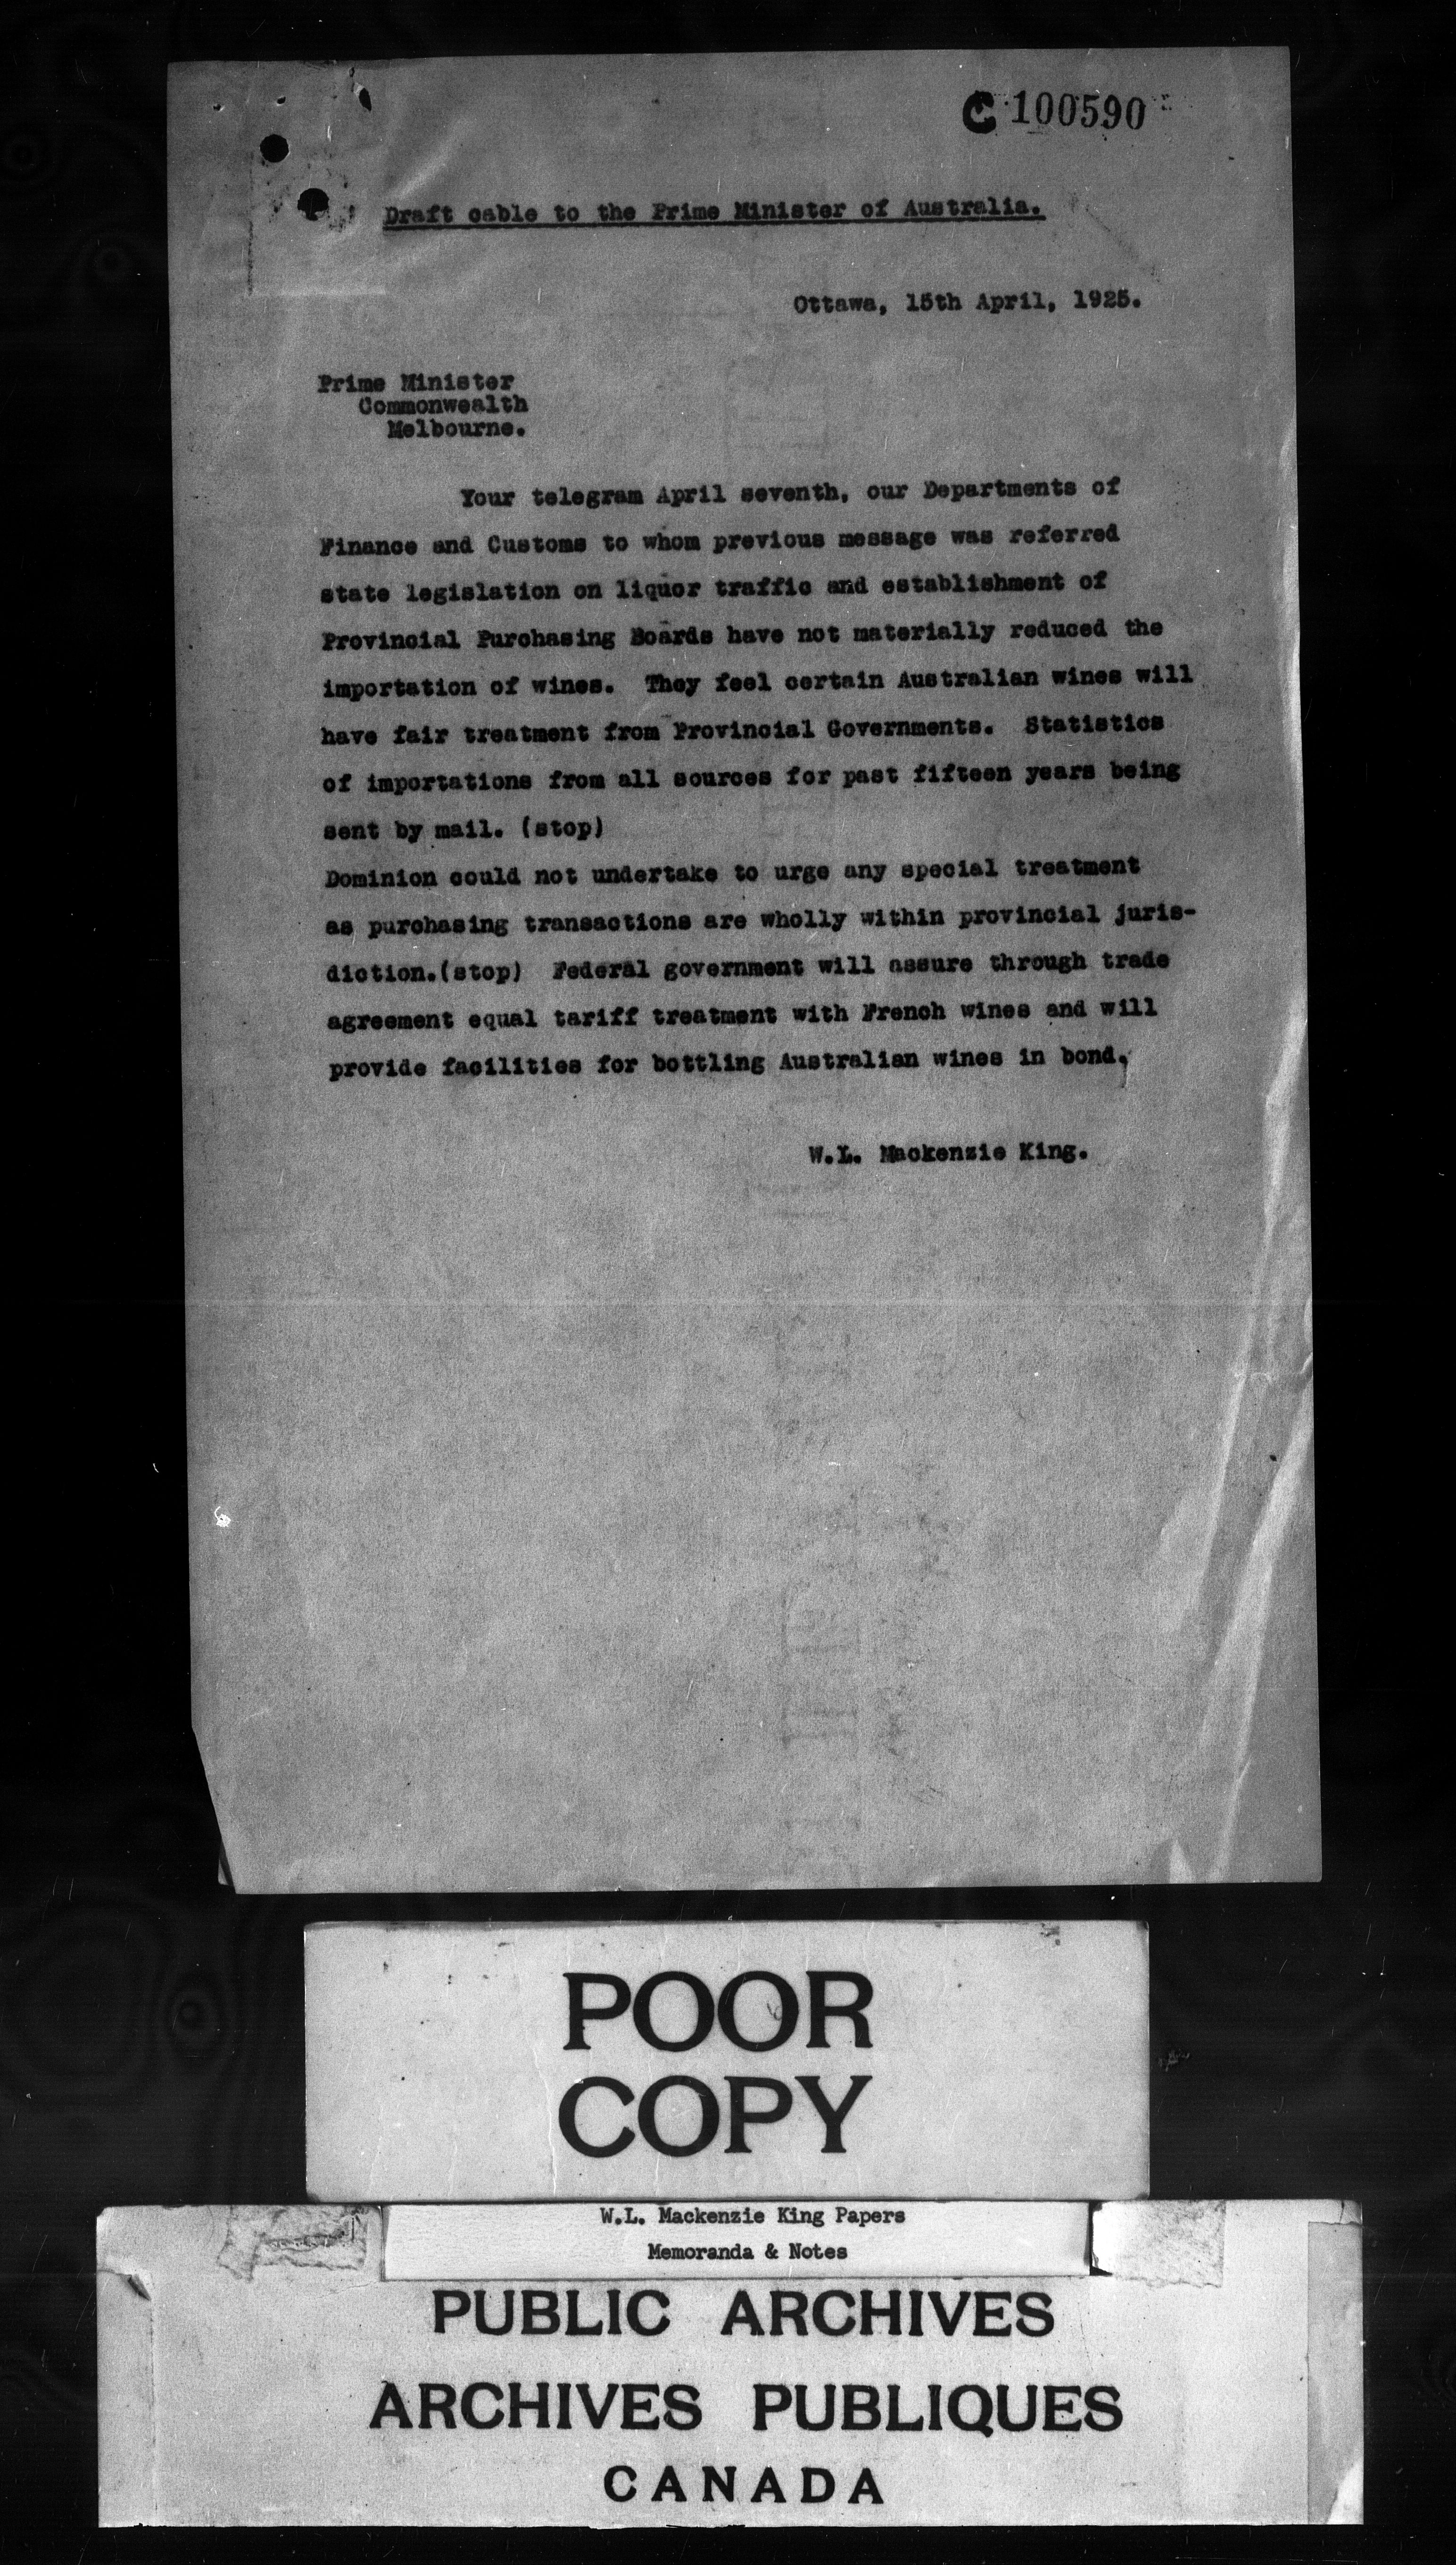 C 100590
Draft cable to the Prime Minister of Australia.
Ottawa, 15th April, 1925.
Prime Minister
Commonwealth
Melbourne.
Your telegram April seventh, our Departments of
Finance and Customs to whom previous message was referred
state legislation on liquor traffic and establishment of
Provincial Purchasing Boards have not materially reduced the
importation of wines. They feel certain Australian wines will
have fair treatment from Provincial Governments. Statistics
of importations from all sources for past fifteen years being
sent by mail. (stop)
Dominion could not undertake to urge any special treatment
as purchasing transactions are wholly within provincial juris-
diction.(stop) Federal government will assure through trade
agreement equal tariff treatment with French wines and will
provide facilities for bottling Australian wines in bond.
W.L. Mackenzie King.
POOR
COPY
W.L. Mackenzie King Papers
Memoranda & Notes
PUBLIC ARCHIVES
ARCHIVES PUBLIQUES
CANADA